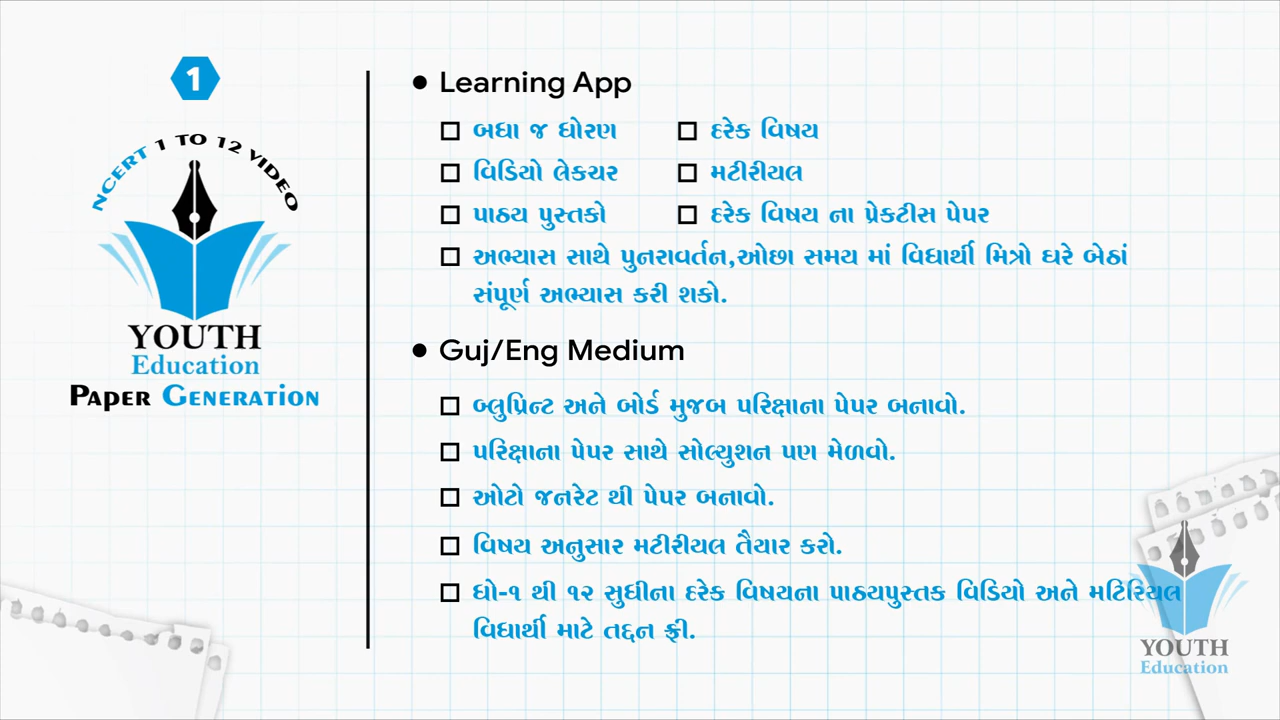 1
NCERT 1 TO 12 VIDEO
YOUTH
Education
PAPER GENERATION
Learning App
બધા જ ધોરણ
દરેક વિષય
વિડિયો લેકચર
મટીરીયલ
પાઠય પુસ્તકો
દરેક વિષય ના પ્રેકટીસ પેપર
અભ્યાસ સાથે પુનરાવર્તન,ઓછા સમય માં વિધાર્થી મિત્રો ઘરે બેઠાં
સંપૂર્ણ અભ્યાસ કરી શકો.
Guj/Eng Medium
બ્લુપ્રિન્ટ અને બોર્ડ મુજબ પરિક્ષાના પેપર બનાવો.
પરિક્ષાના પેપર સાથે સોલ્યુશન પણ મેળવો.
ઓટો જનરેટ થી પેપર બનાવો.
વિષય અનુસાર મટીરીયલ તૈયાર કરો.
ધો-૧ થી ૧૨ સુધીના દરેક વિષયના પાઠયપુસ્તક વિડિયો અને મટિરિયલ
વિધાર્થી માટે તદ્દન ફ્રી.
YOUTH
Education